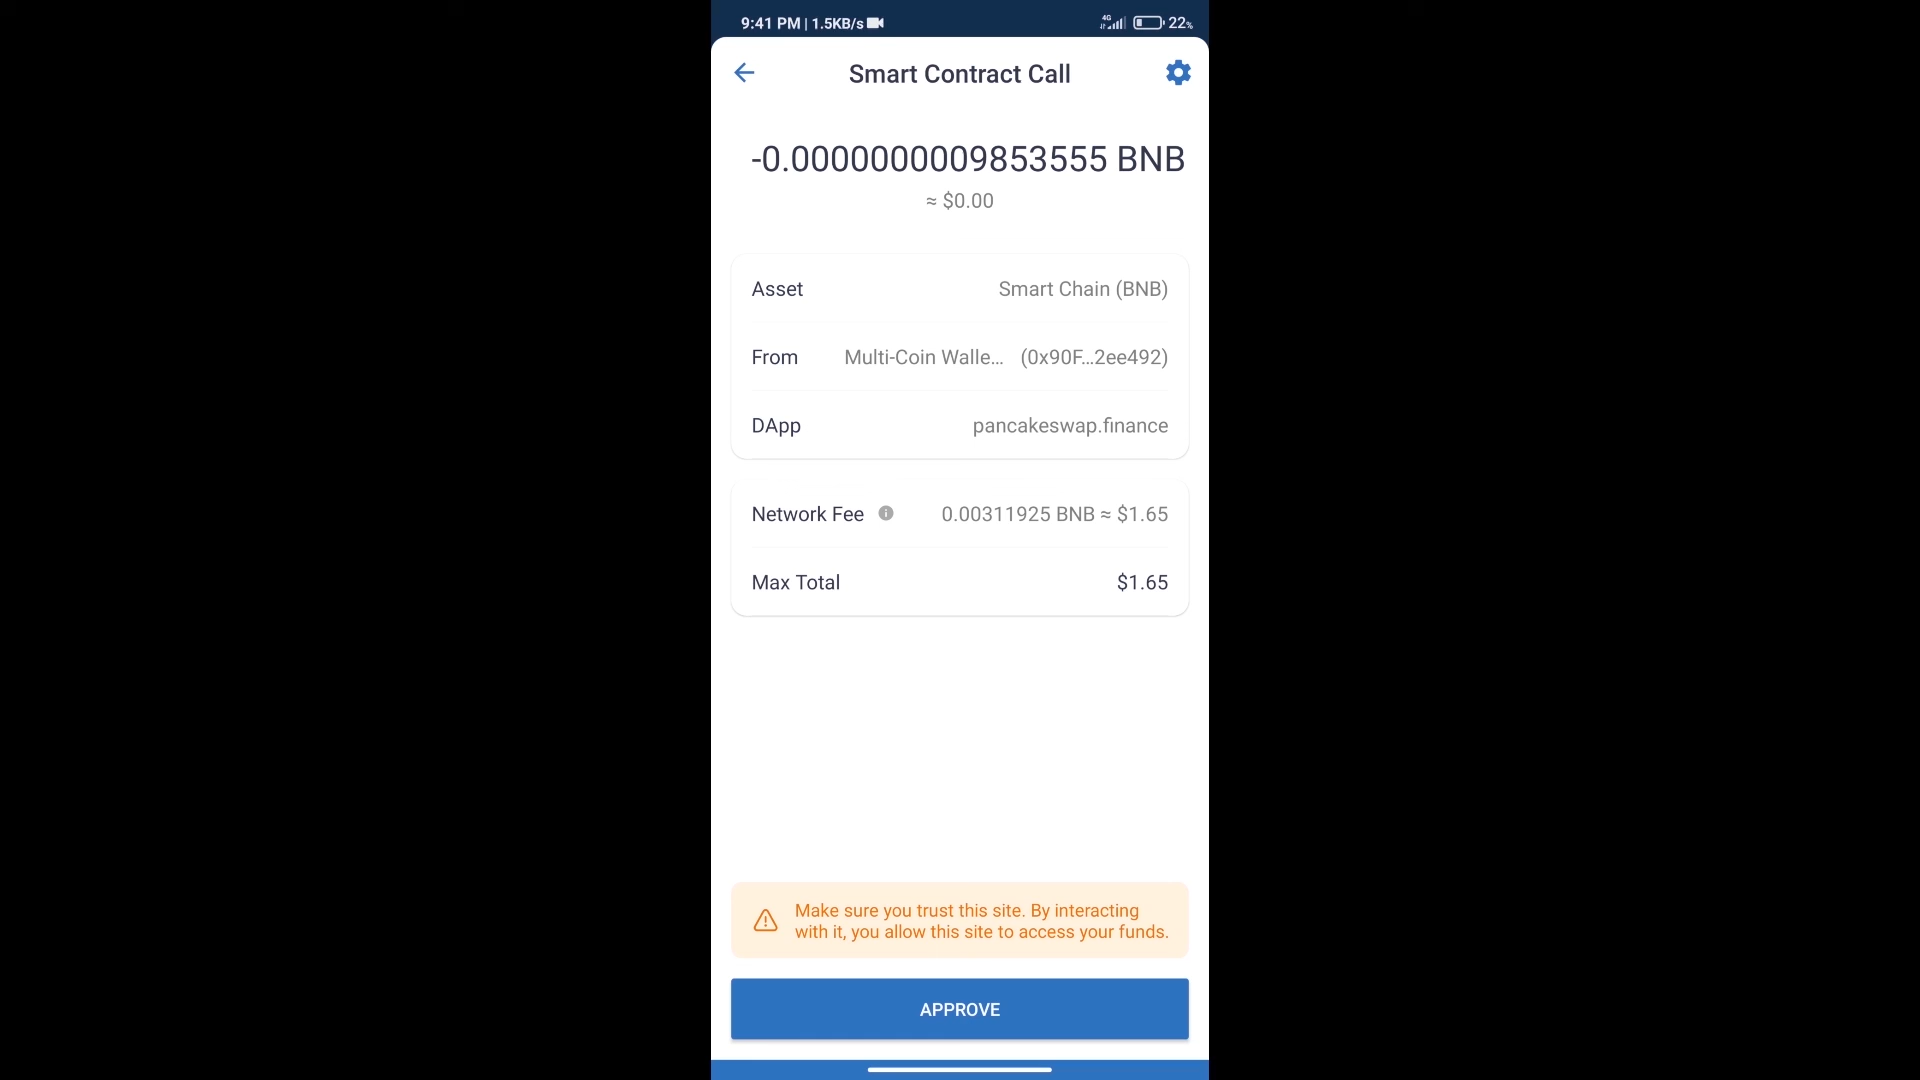 9:41 PM | 1.5KB/s 4G 22%
Smart Contract Call
-0.0000000009853555 BNB
≈ $0.00
Asset Smart Chain (BNB)
From Multi-Coin Walle... (0x90F...2ee492)
DApp pancakeswap.finance
Network Fee 0.00311925 BNB ≈ $1.65
Max Total $1.65
Make sure you trust this site. By interacting
with it, you allow this site to access your funds.
APPROVE